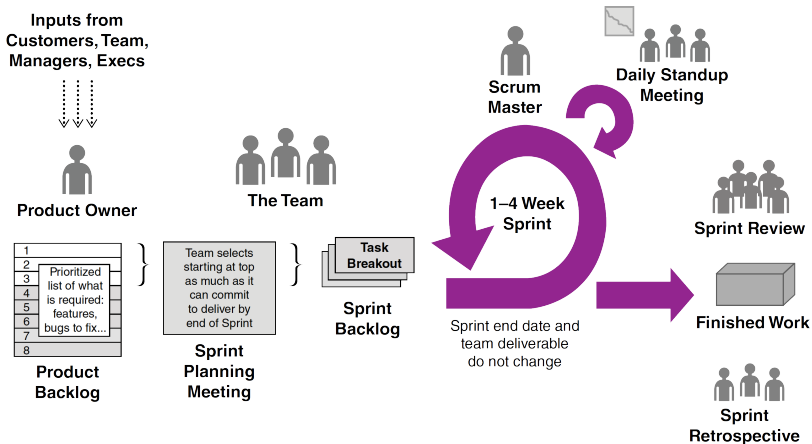 Inputs from
Customers, Team,
Managers, Execs
Product Owner
The Team
Scrum
Master
Daily Standup
Meeting
1
2
3
4
5
6
7
8
Prioritized
list of what
is required:
features,
bugs to fix...
Product
Backlog
Team selects
starting at top
as much as it
can commit
to deliver by
end of Sprint
Sprint
Planning
Meeting
Task
Breakout
Sprint
Backlog
1–4 Week
Sprint
Sprint end date and
team deliverable
do not change
Sprint Review
Finished Work
Sprint
Retrospective